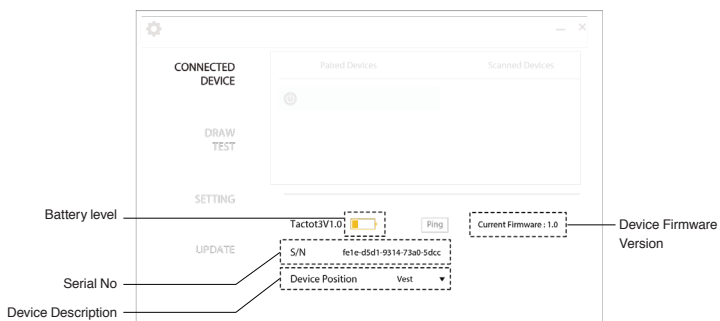 CONNECTED
DEVICE
Paired Devices
Scanned Devices
DRAW
TEST
SETTING
Battery level
Tactot3V1.0
Ping
Current Firmware : 1.0
Device Firmware
Version
UPDATE
S/N fe1e-d5d1-9314-73a0-5dcc
Serial No
Device Position Vest
Device Description